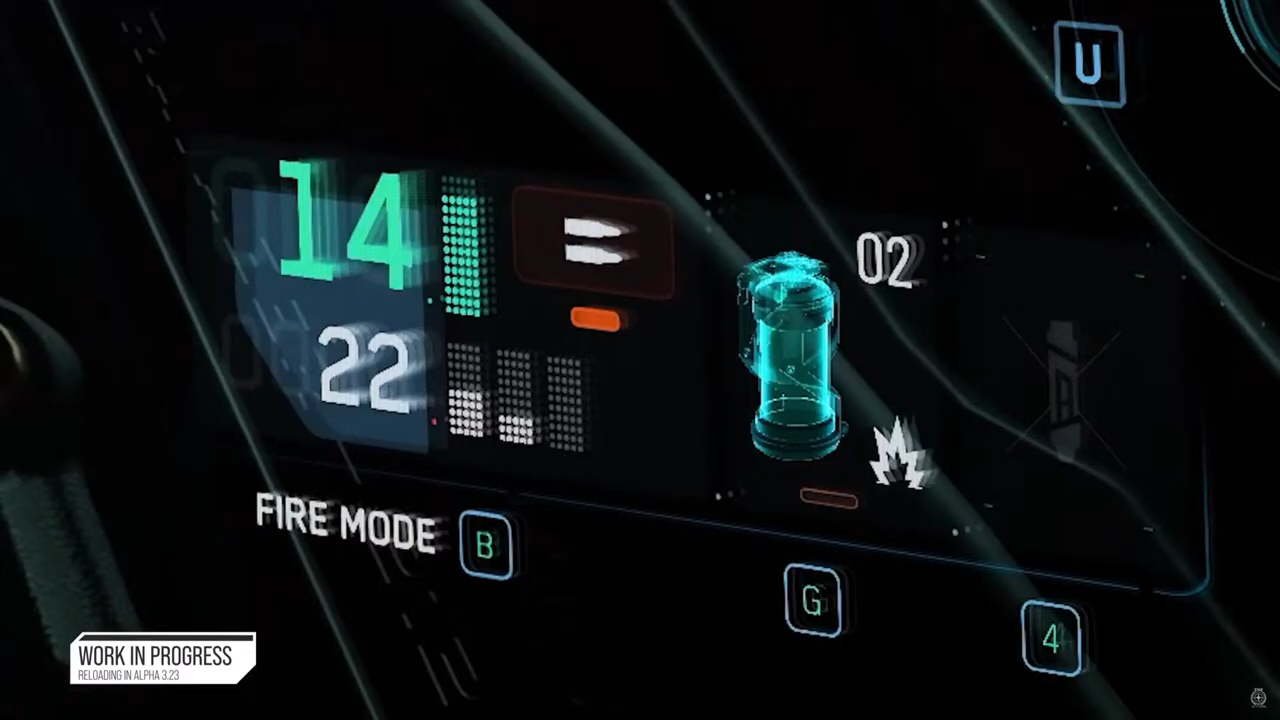 U
14
02
22
FIRE MODE
B
G
4
WORK IN PROGRESS
RELOADING IN ALPHA 3.23